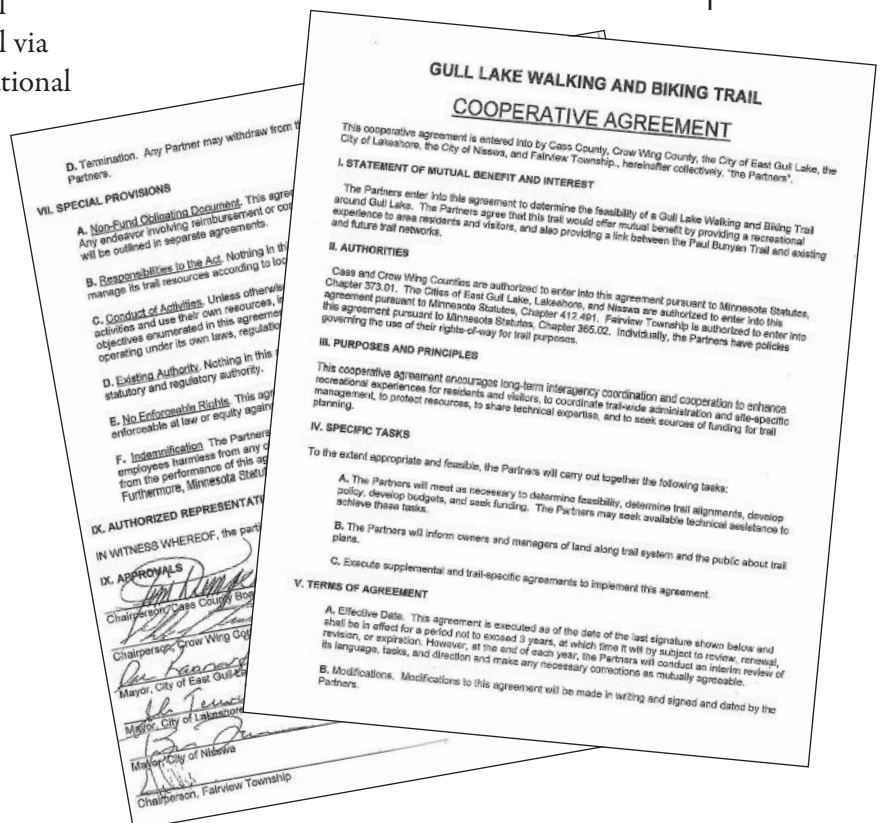 l via
tional
GULL LAKE WALKING AND BIKING TRAIL
COOPERATIVE AGREEMENT
This cooperative agreement is entered into by Cass County, Crow Wing County, the City of East Gull Lake, the
City of Lakeshore, the City of Nisswa, and Fairview Township., hereinafter collectively, "the Partners".
I. STATEMENT OF MUTUAL BENEFIT AND INTEREST
The Partners enter into this agreement to determine the feasibility of a Gull Lake Walking and Biking Trail
around Gull Lake. The Partners agree that this trail would offer mutual benefit by providing a recreational
experience to area residents and visitors, and also providing a link between the Paul Bunyan Trail and existing
and future trail networks.
II. AUTHORITIES
Cass and Crow Wing Counties are authorized to enter into this agreement pursuant to Minnesota Statutes,
Chapter 373.01. The Cities of East Gull Lake, Lakeshore, and Nisswa are authorized to enter into this
agreement pursuant to Minnesota Statutes, Chapter 412.491. Fairview Township is authorized to enter into
this agreement pursuant to Minnesota Statutes, Chapter 365.02. Individually, the Partners have policies
governing the use of their rights-of-way for trail purposes.
III. PURPOSES AND PRINCIPLES
This cooperative agreement encourages long-term interagency coordination and cooperation to enhance
recreational experiences for residents and visitors, to coordinate trail-wide administration and site-specific
management, to protect resources, to share technical expertise, and to seek sources of funding for trail
planning.
IV. SPECIFIC TASKS
To the extent appropriate and feasible, the Partners will carry out together the following tasks:
A. The Partners will meet as necessary to determine feasibility, determine trail alignments, develop
policy, develop budgets, and seek funding. The Partners may seek available technical assistance to
achieve these tasks.
B. The Partners will inform owners and managers of land along trail system and the public about trail
plans.
C. Execute supplemental and trail-specific agreements to implement this agreement.
V. TERMS OF AGREEMENT
A. Effective Date. This agreement is executed as of the date of the last signature shown below and
shall be in effect for a period not to exceed 3 years, at which time it will by subject to review, renewal,
revision, or expiration. However, at the end of each year, the Partners will conduct an interim review of
its language, tasks, and direction and make any necessary corrections as mutually agreeable.
B. Modifications. Modifications to this agreement will be made in writing and signed and dated by the
Partners.
D. Termination. Any Partner may withdraw from
Partners.
VII. SPECIAL PROVISIONS
A. Non-Fund Obligating Document. This agre
Any endeavor involving reimbursement or
will be outlined in separate agreements.
B. Responsibilities to the Act. Nothing in
manage its trail resources according to
C. Conduct of Activities. Unless otherwis
activities and use their own resources,
objectives enumerated in this agreeme
operating under its own laws, regulatio
D. Existing Authority. Nothing in this
statutory and regulatory authority.
E. No Enforceable Rights. This
enforceable at law or equity again
F. Indemnification The Partners
employees harmless from any
from the performance of this
Furthermore, Minnesota Statu
IX. AUTHORIZED REPRESENTATI
IN WITNESS WHEREOF, the parti
IX. APPROVALS
Chairperson, Cass County Boa
Chairperson, Crow Wing
Mayor, City of East Gull
Mayor, City of Lakeshore
Mayor, City of Nisswa
Chairperson, Fairview Township